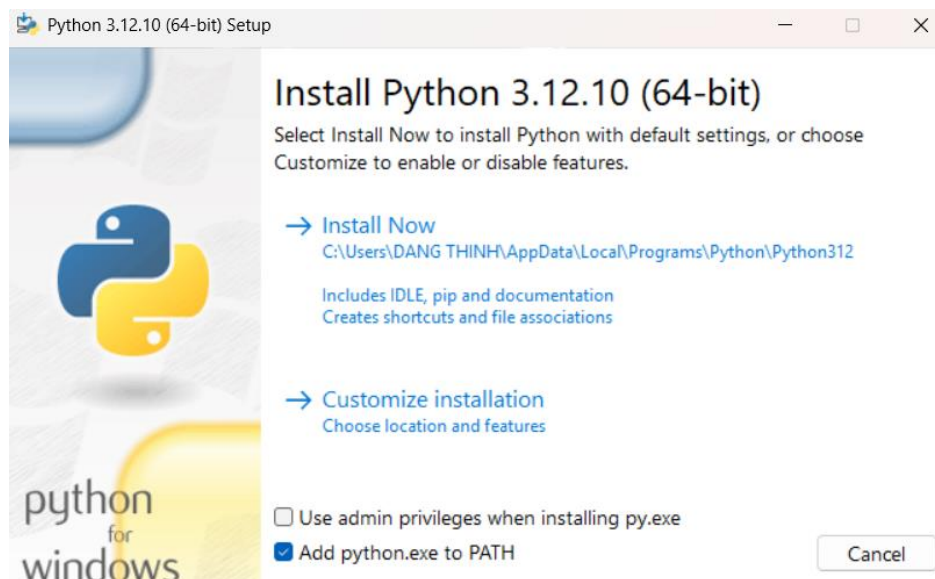 Python 3.12.10 (64-bit) Setup
Install Python 3.12.10 (64-bit)
Select Install Now to install Python with default settings, or choose
Customize to enable or disable features.
Install Now
C:\Users\DANG THINH\AppData\Local\Programs\Python\Python312
Includes IDLE, pip and documentation
Creates shortcuts and file associations
Customize installation
Choose location and features
python
for
windows
Use admin privileges when installing py.exe
Add python.exe to PATH
Cancel